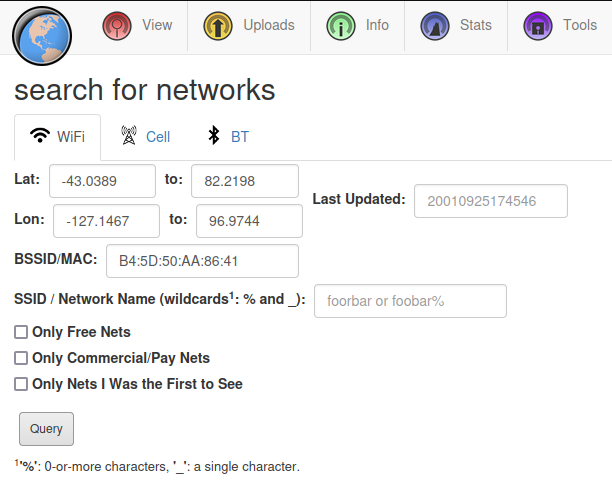 View Uploads Info Stats Tools
search for networks
WiFi Cell BT
Lat: -43.0389 to: 82.2198
Last Updated: 20010925174546
Lon: -127.1467 to: 96.9744
BSSID/MAC: B4:5D:50:AA:86:41
SSID / Network Name (wildcards¹: % and _): foorbar or foobar%
Only Free Nets
Only Commercial/Pay Nets
Only Nets I Was the First to See
Query
¹'%': 0-or-more characters, '_': a single character.